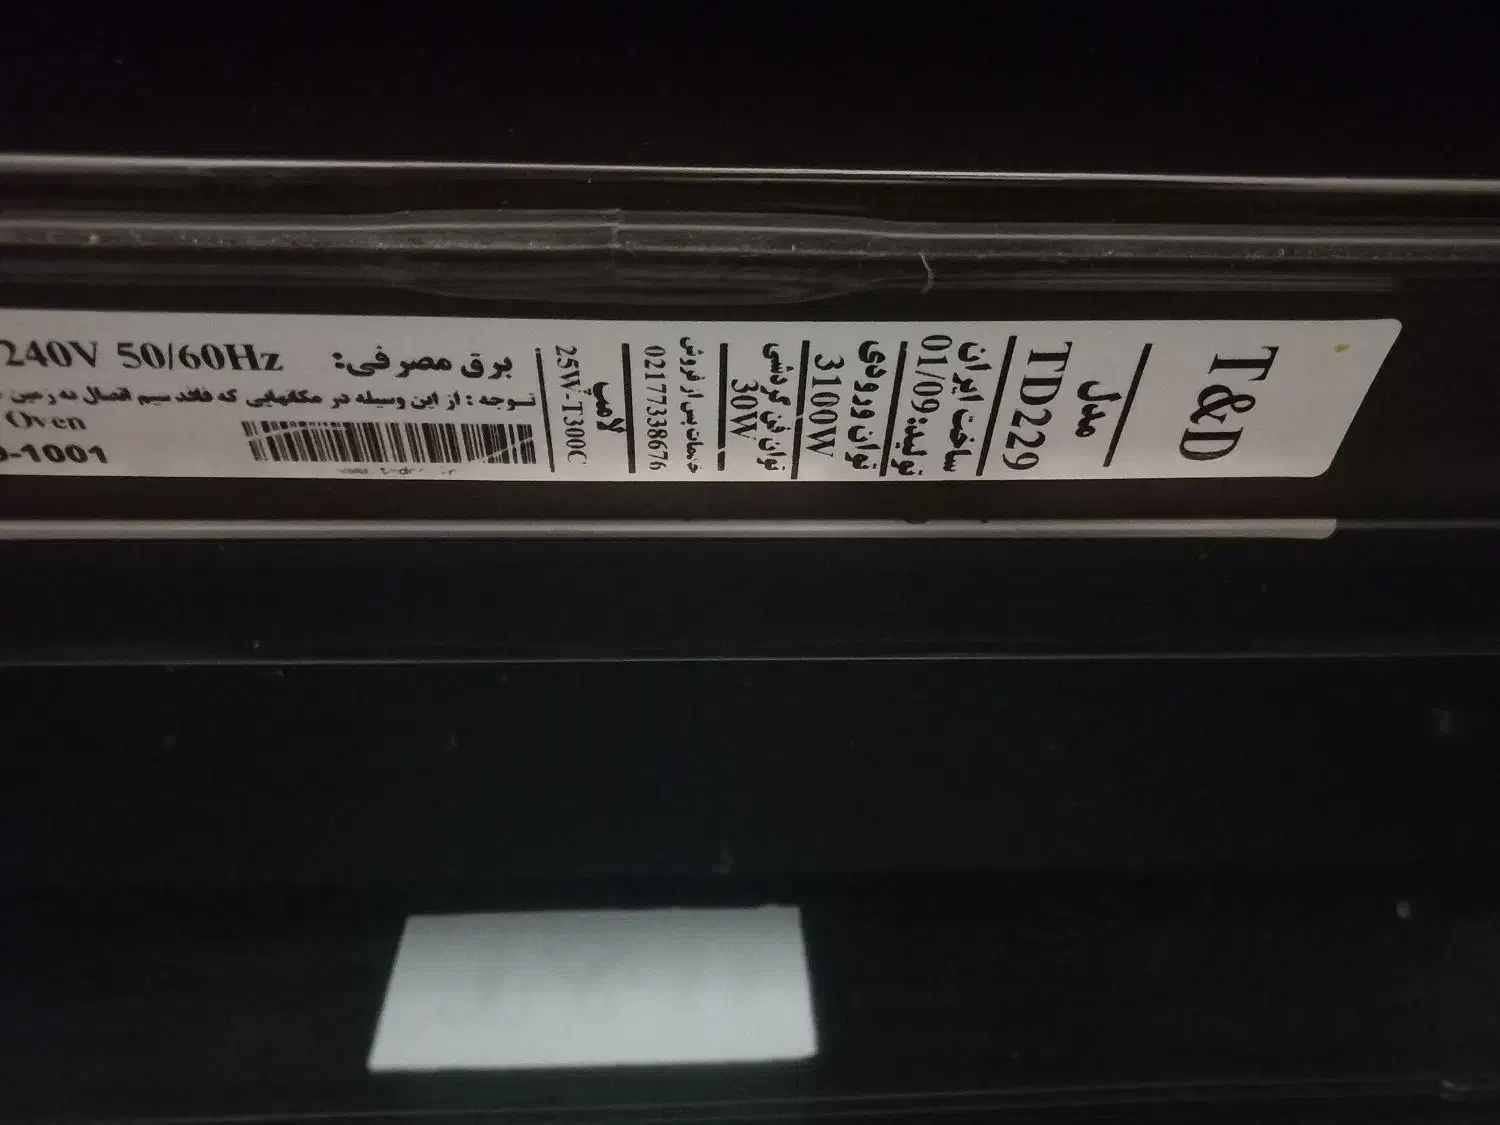 T&D
مدل
TD229
ساخت ایران
تولید:01/09
توان ورودی
3100W
توان فن گردشی
30W
خدمات پس از فروش
02177338676
لامپ
25W-T300C
برق مصرفی: 240V 50/60Hz
توجه : از این وسیله در مکانهایی که فاقد سیم اتصال به زمین
Oven
-1001